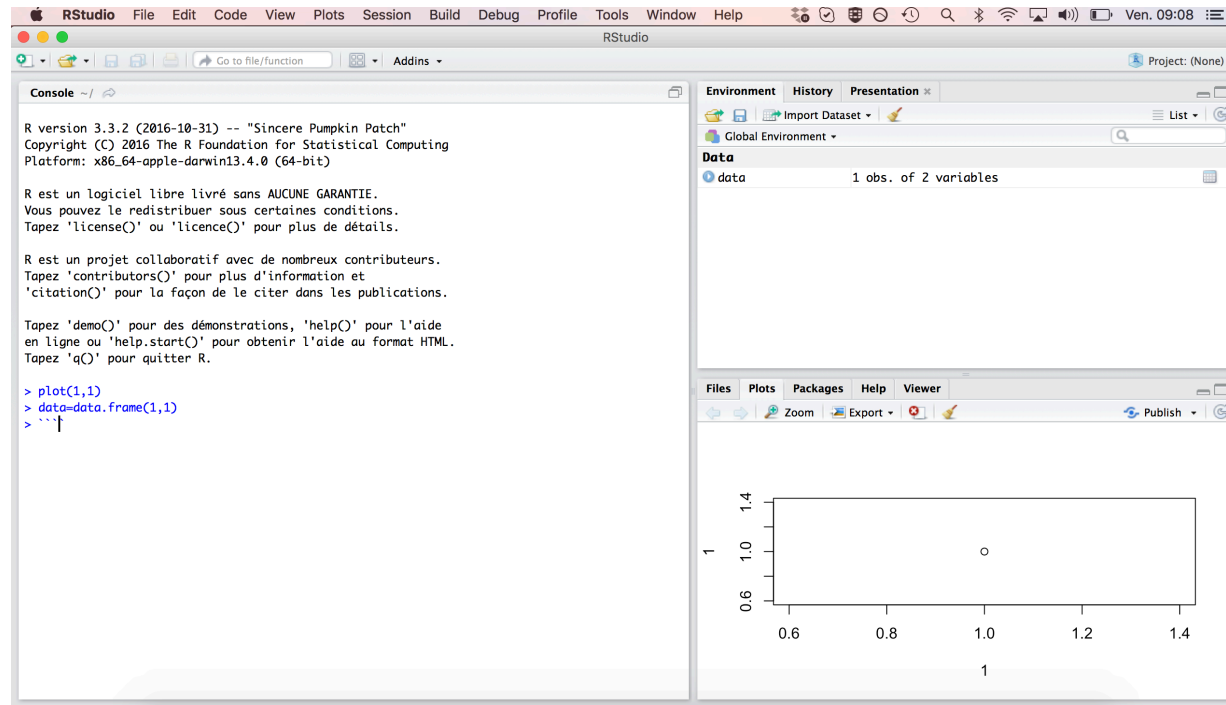 RStudio File Edit Code View Plots Session Build Debug Profile Tools Window Help Ven. 09:08
RStudio
Go to file/function Addins Project: (None)
Console ~/
R version 3.3.2 (2016-10-31) -- "Sincere Pumpkin Patch"
Copyright (C) 2016 The R Foundation for Statistical Computing
Platform: x86_64-apple-darwin13.4.0 (64-bit)
R est un logiciel libre livré sans AUCUNE GARANTIE.
Vous pouvez le redistribuer sous certaines conditions.
Tapez 'license()' ou 'licence()' pour plus de détails.
R est un projet collaboratif avec de nombreux contributeurs.
Tapez 'contributors()' pour plus d'information et
'citation()' pour la façon de le citer dans les publications.
Tapez 'demo()' pour des démonstrations, 'help()' pour l'aide
en ligne ou 'help.start()' pour obtenir l'aide au format HTML.
Tapez 'q()' pour quitter R.
> plot(1,1)
> data=data.frame(1,1)
> ````
Environment History Presentation
Import Dataset List
Global Environment
Data
data 1 obs. of 2 variables
Files Plots Packages Help Viewer
Zoom Export Publish
1.4
1.0
0.6
1
0.6 0.8 1.0 1.2 1.4
1